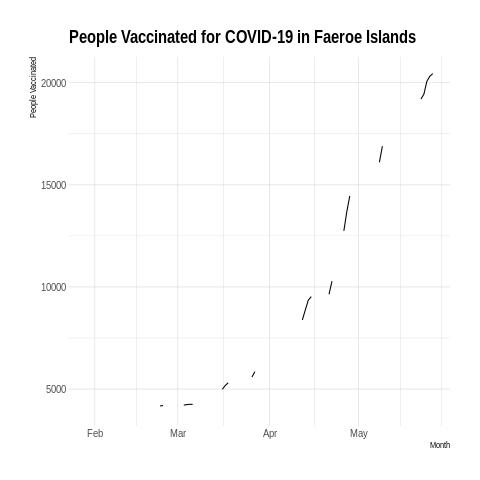 People Vaccinated for COVID-19 in Faeroe Islands
People Vaccinated
20000
15000
10000
5000
Feb Mar Apr May
Month